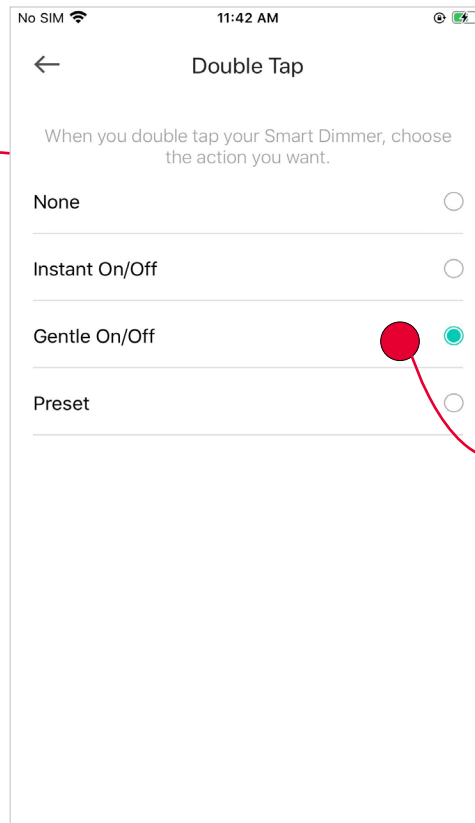 No SIM 11:42 AM
Double Tap
When you double tap your Smart Dimmer, choose
the action you want.
None
Instant On/Off
Gentle On/Off
Preset